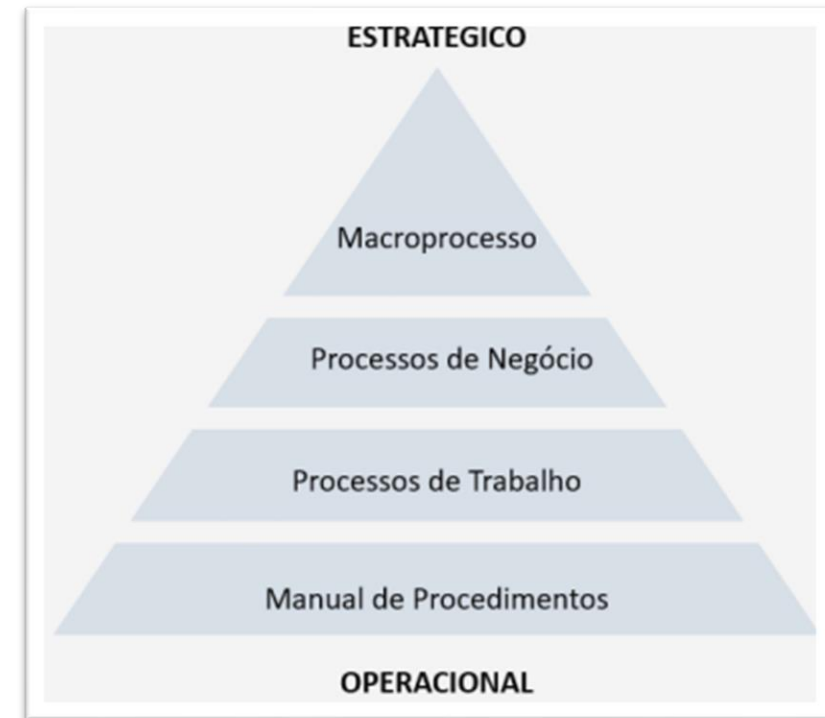 ESTRATEGICO
Macroprocesso
Processos de Negócio
Processos de Trabalho
Manual de Procedimentos
OPERACIONAL